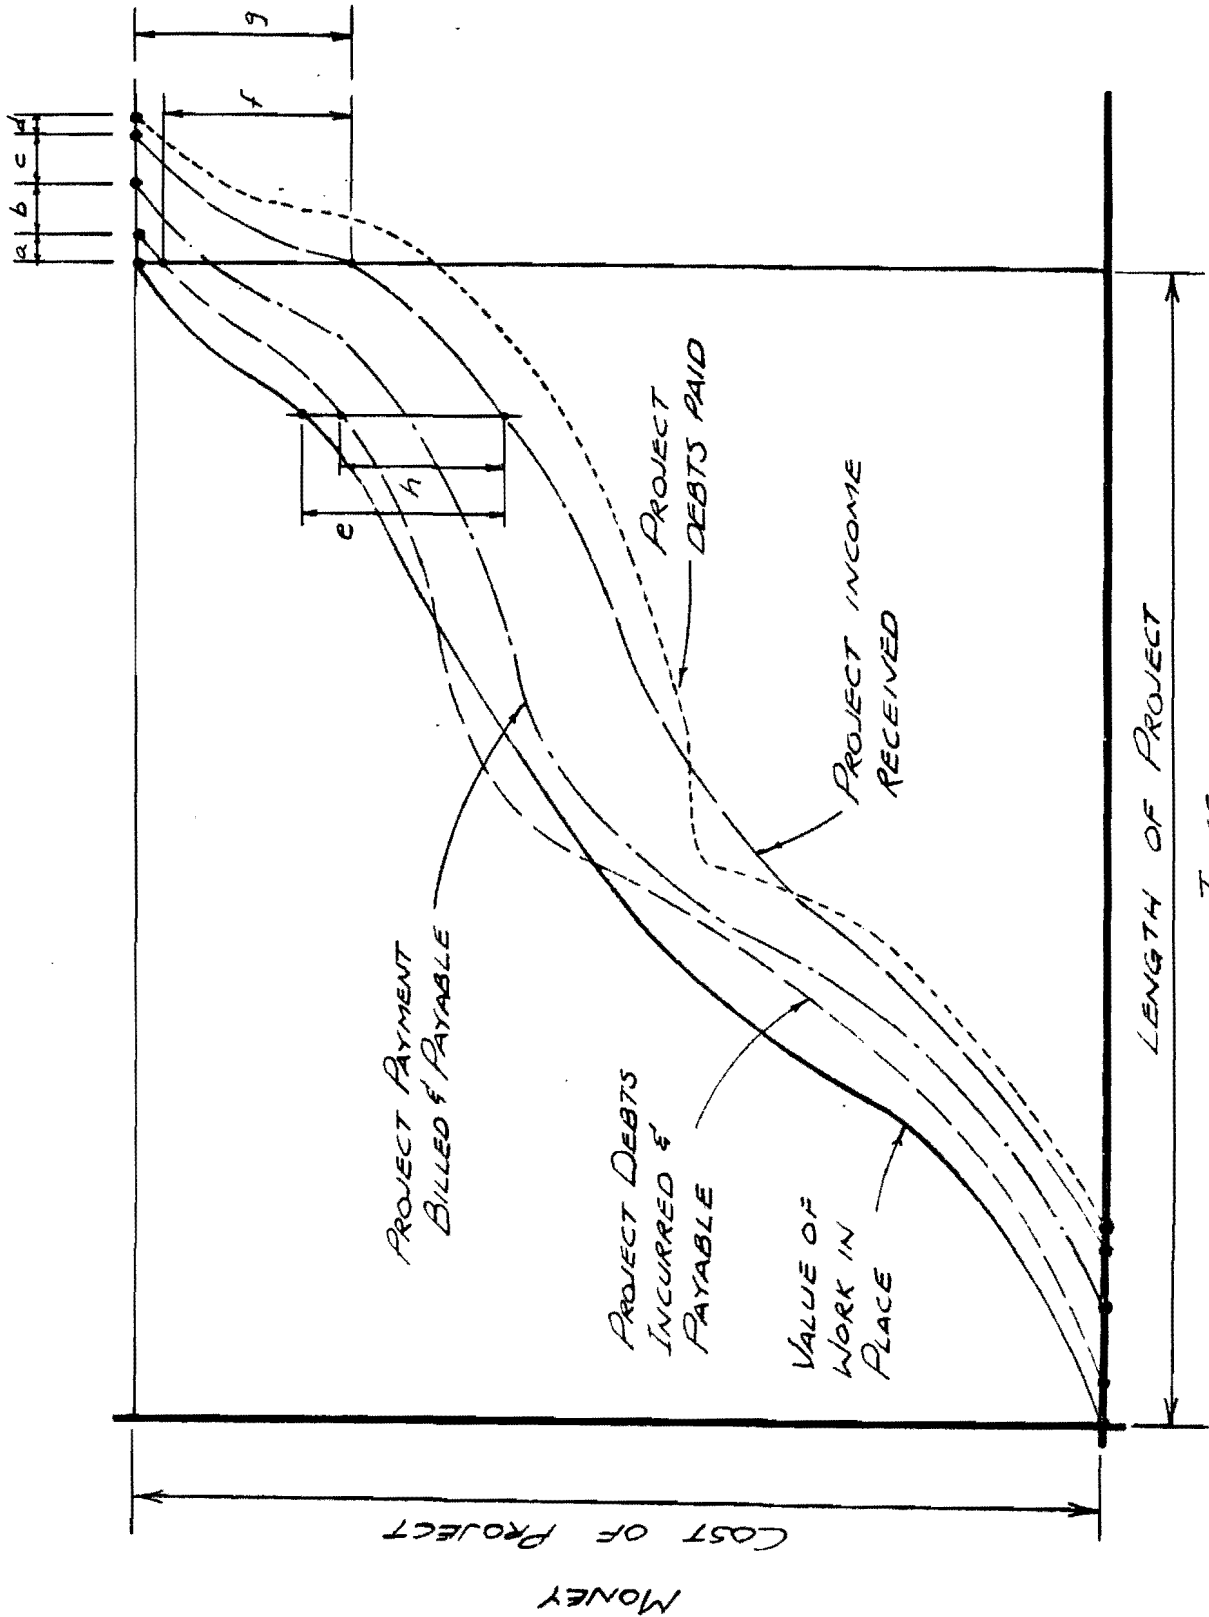 a b c d
g
f
e
h
PROJECT PAYMENT
BILLED & PAYABLE
PROJECT DEBTS
INCURRED &
PAYABLE
VALUE OF
WORK IN
PLACE
PROJECT
DEBTS PAID
PROJECT INCOME
RECEIVED
LENGTH OF PROJECT
COST OF PROJECT
MONEY